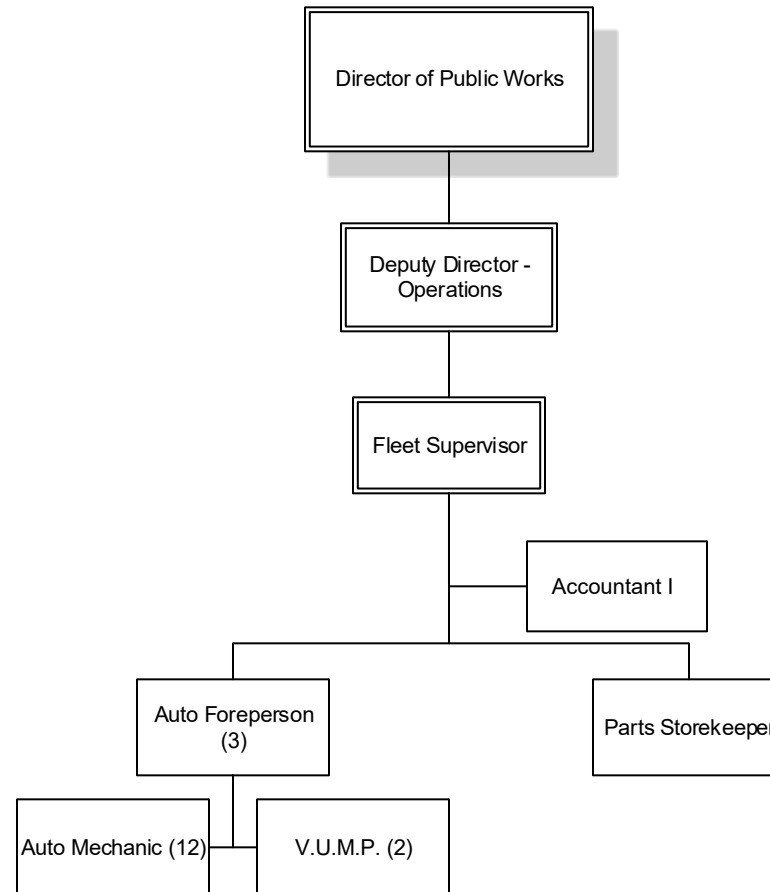 Director of Public Works
Deputy Director -
Operations
Fleet Supervisor
Accountant I
Auto Foreperson
(3)
Parts Storekeeper
Auto Mechanic (12)
V.U.M.P. (2)